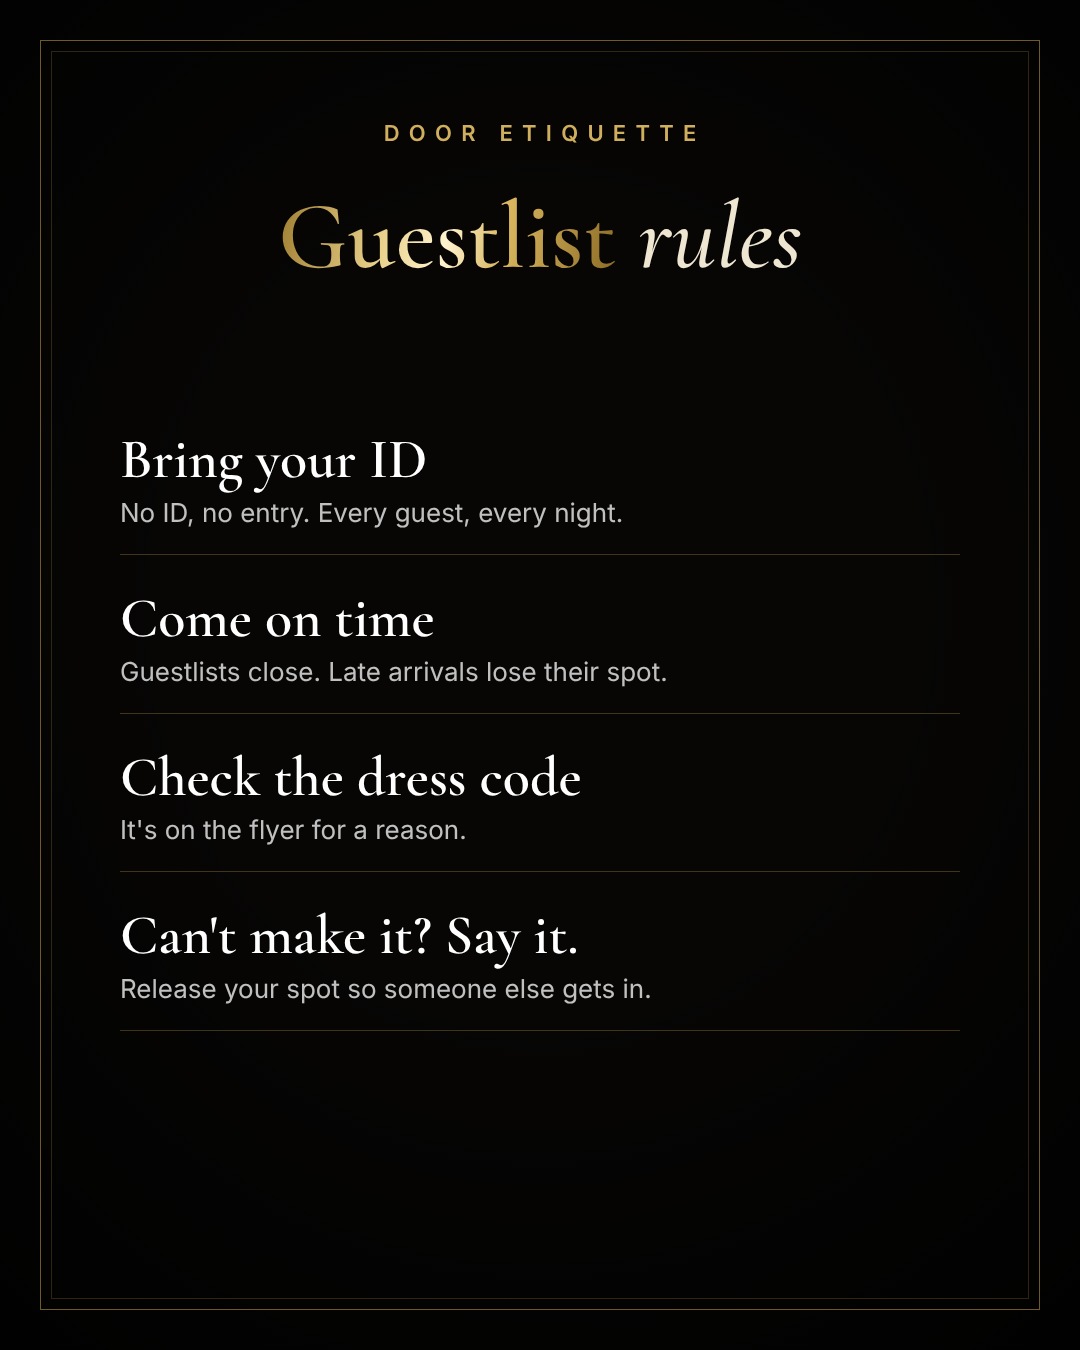 DOOR ETIQUETTE
Guestlist rules
Bring your ID
No ID, no entry. Every guest, every night.
Come on time
Guestlists close. Late arrivals lose their spot.
Check the dress code
It's on the flyer for a reason.
Can't make it? Say it.
Release your spot so someone else gets in.